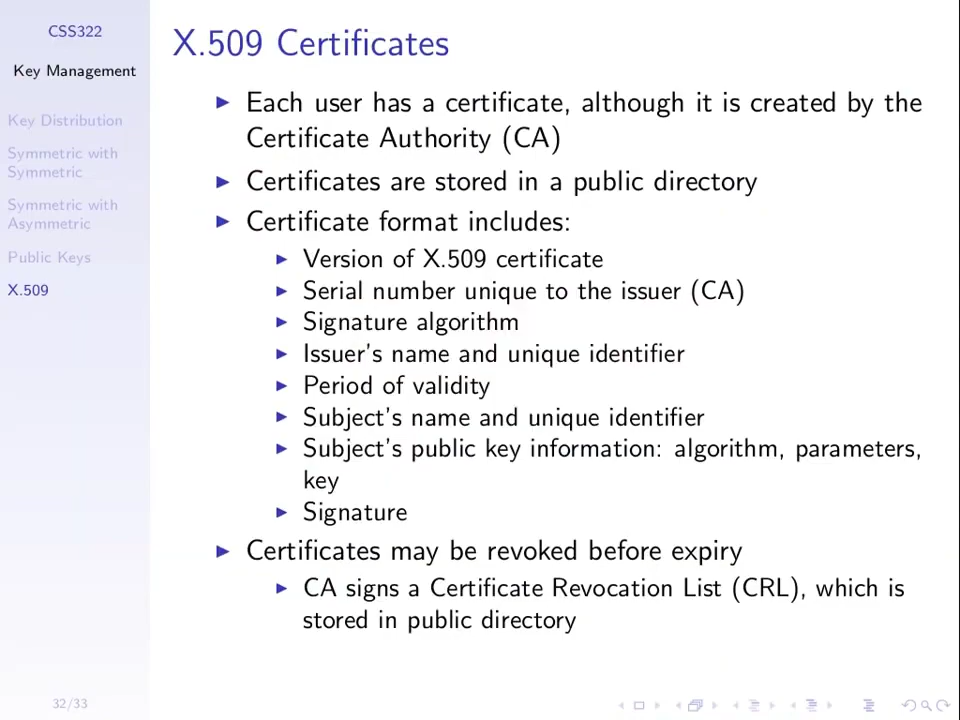 CSS322
Key Management
Key Distribution
Symmetric with
Symmetric
Symmetric with
Asymmetric
Public Keys
X.509
X.509 Certificates
Each user has a certificate, although it is created by the
Certificate Authority (CA)
Certificates are stored in a public directory
Certificate format includes:
Version of X.509 certificate
Serial number unique to the issuer (CA)
Signature algorithm
Issuer's name and unique identifier
Period of validity
Subject's name and unique identifier
Subject's public key information: algorithm, parameters,
key
Signature
Certificates may be revoked before expiry
CA signs a Certificate Revocation List (CRL), which is
stored in public directory
32/33